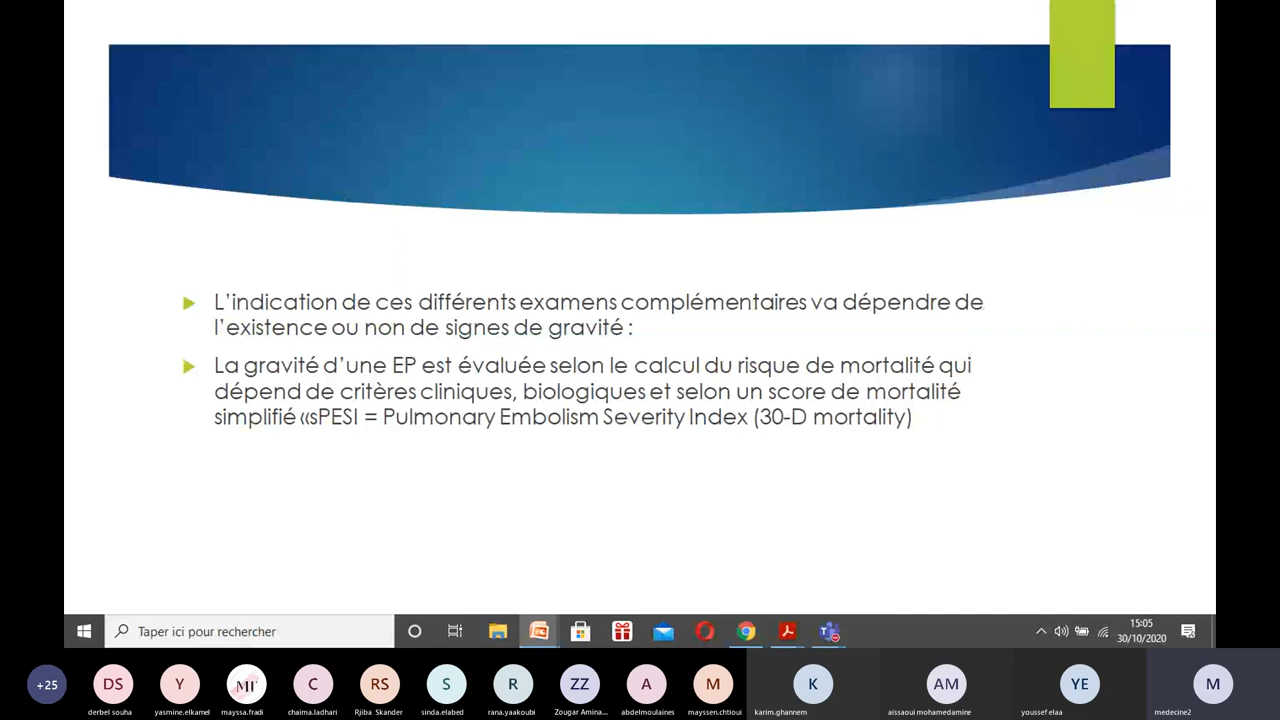 L'indication de ces différents examens complémentaires va dépendre de
l'existence ou non de signes de gravité :
La gravité d'une EP est évaluée selon le calcul du risque de mortalité qui
dépend de critères cliniques, biologiques et selon un score de mortalité
simplifié «sPESI = Pulmonary Embolism Severity Index (30-D mortality)
Taper ici pour rechercher
15:05
30/10/2020
+25
DS
Y
MF
C
RS
S
R
ZZ
A
M
K
AM
YE
M
derbel souha
yasmine.elkamel
mayssa.fradi
chaima.ladhari
Rjiba Skander
sinda.elabed
rana.yaakoubi
Zougar Amina...
abdelmoulaines
mayssen.chtioui
karim.ghannem
aissaoui mohamedamine
youssef elaa
medecine2